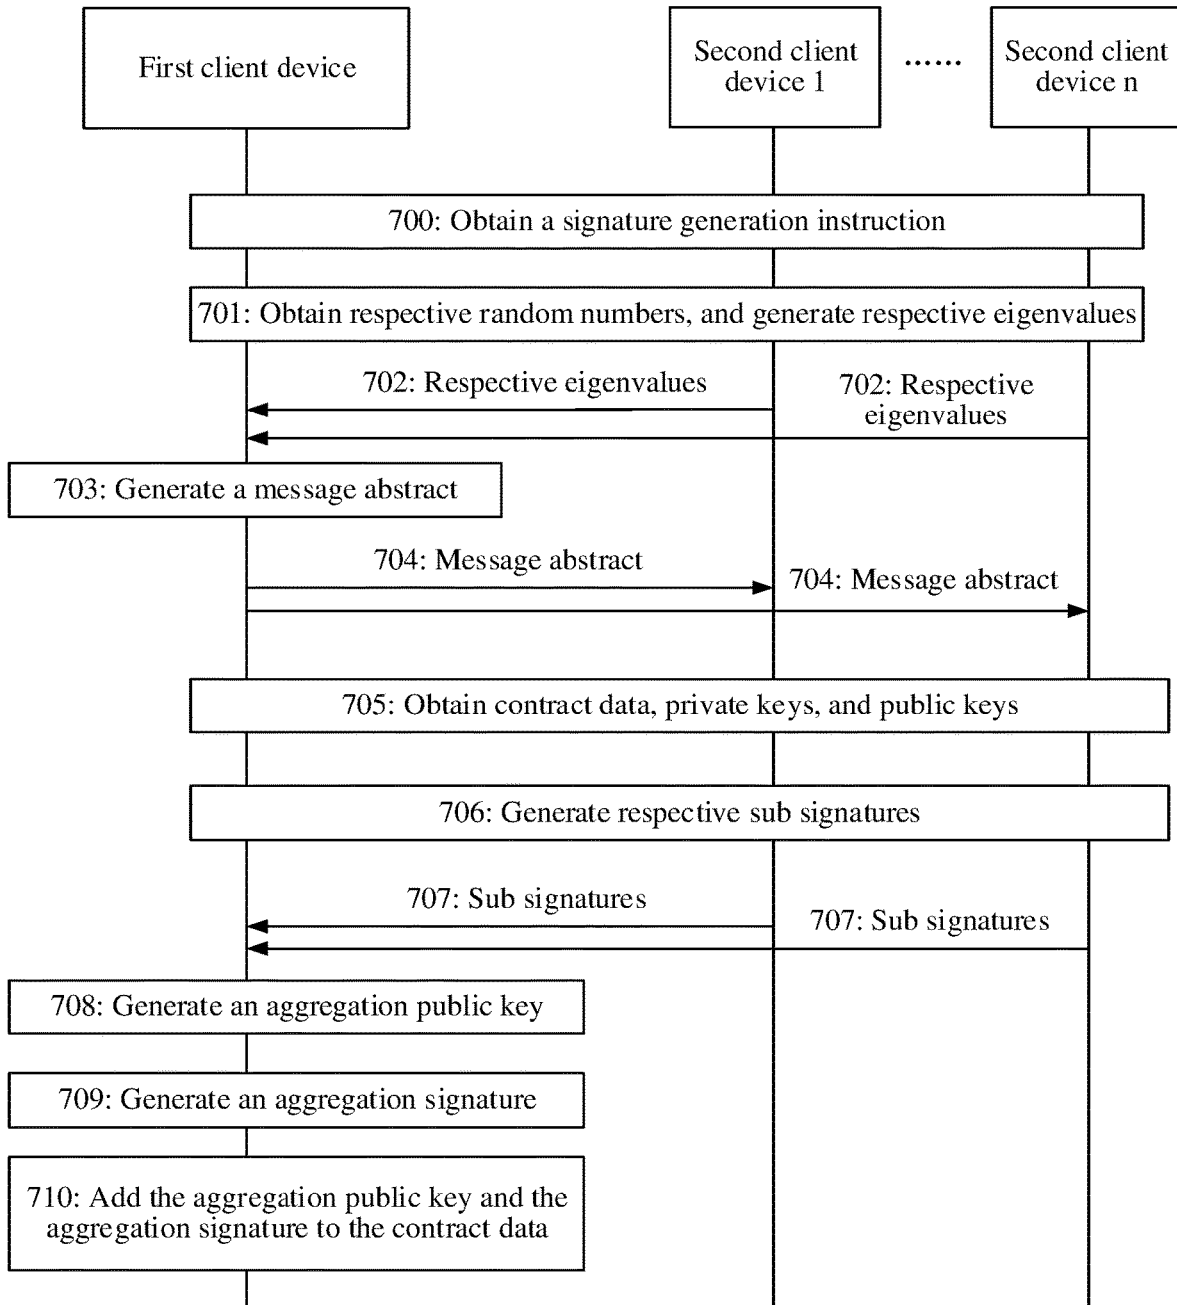 First client device
Second client
device 1
......
Second client
device n
700: Obtain a signature generation instruction
701: Obtain respective random numbers, and generate respective eigenvalues
702: Respective eigenvalues
702: Respective
eigenvalues
703: Generate a message abstract
704: Message abstract
704: Message abstract
705: Obtain contract data, private keys, and public keys
706: Generate respective sub signatures
707: Sub signatures
707: Sub signatures
708: Generate an aggregation public key
709: Generate an aggregation signature
710: Add the aggregation public key and the
aggregation signature to the contract data